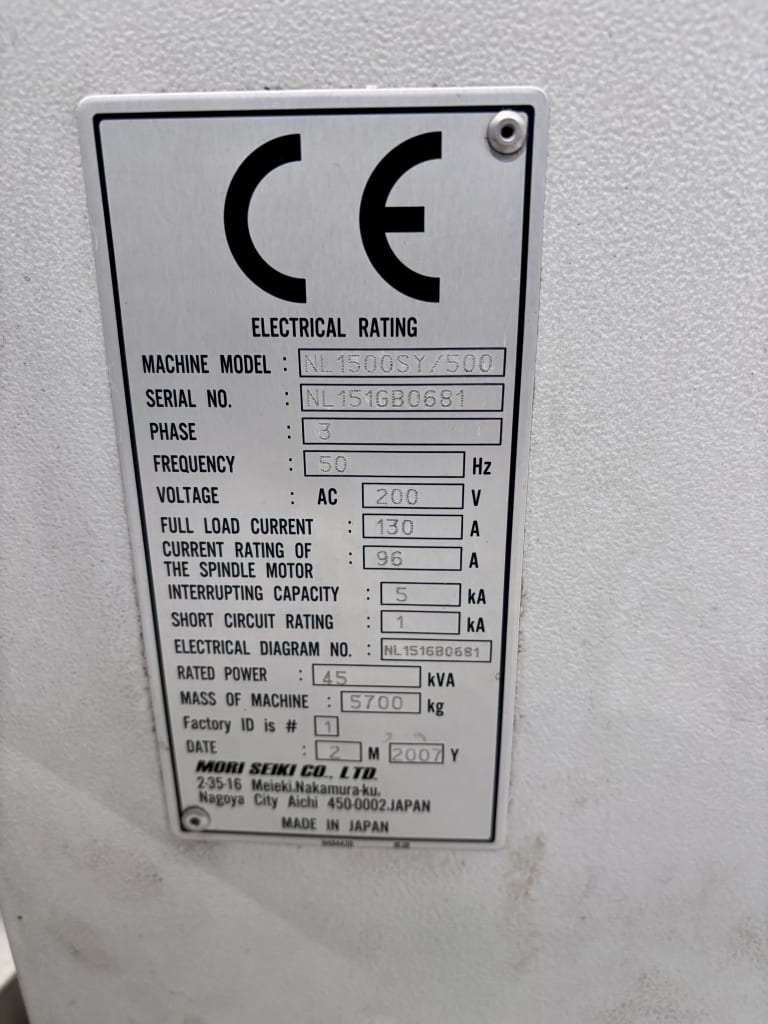 CE
ELECTRICAL RATING
MACHINE MODEL : NL1500SY/500
SERIAL NO. : NL151GB0681
PHASE : 3
FREQUENCY : 50 Hz
VOLTAGE : AC 200 V
FULL LOAD CURRENT : 130 A
CURRENT RATING OF
THE SPINDLE MOTOR : 96 A
INTERRUPTING CAPACITY : 5 kA
SHORT CIRCUIT RATING : 1 kA
ELECTRICAL DIAGRAM NO. : NL151GB0681
RATED POWER : 45 kVA
MASS OF MACHINE : 5700 kg
Factory ID is # 1
DATE : 2 M 2007 Y
MORI SEIKI CO., LTD.
2-35-16 Meieki.Nakamura-ku.
Nagoya City Aichi 450-0002.JAPAN
MADE IN JAPAN